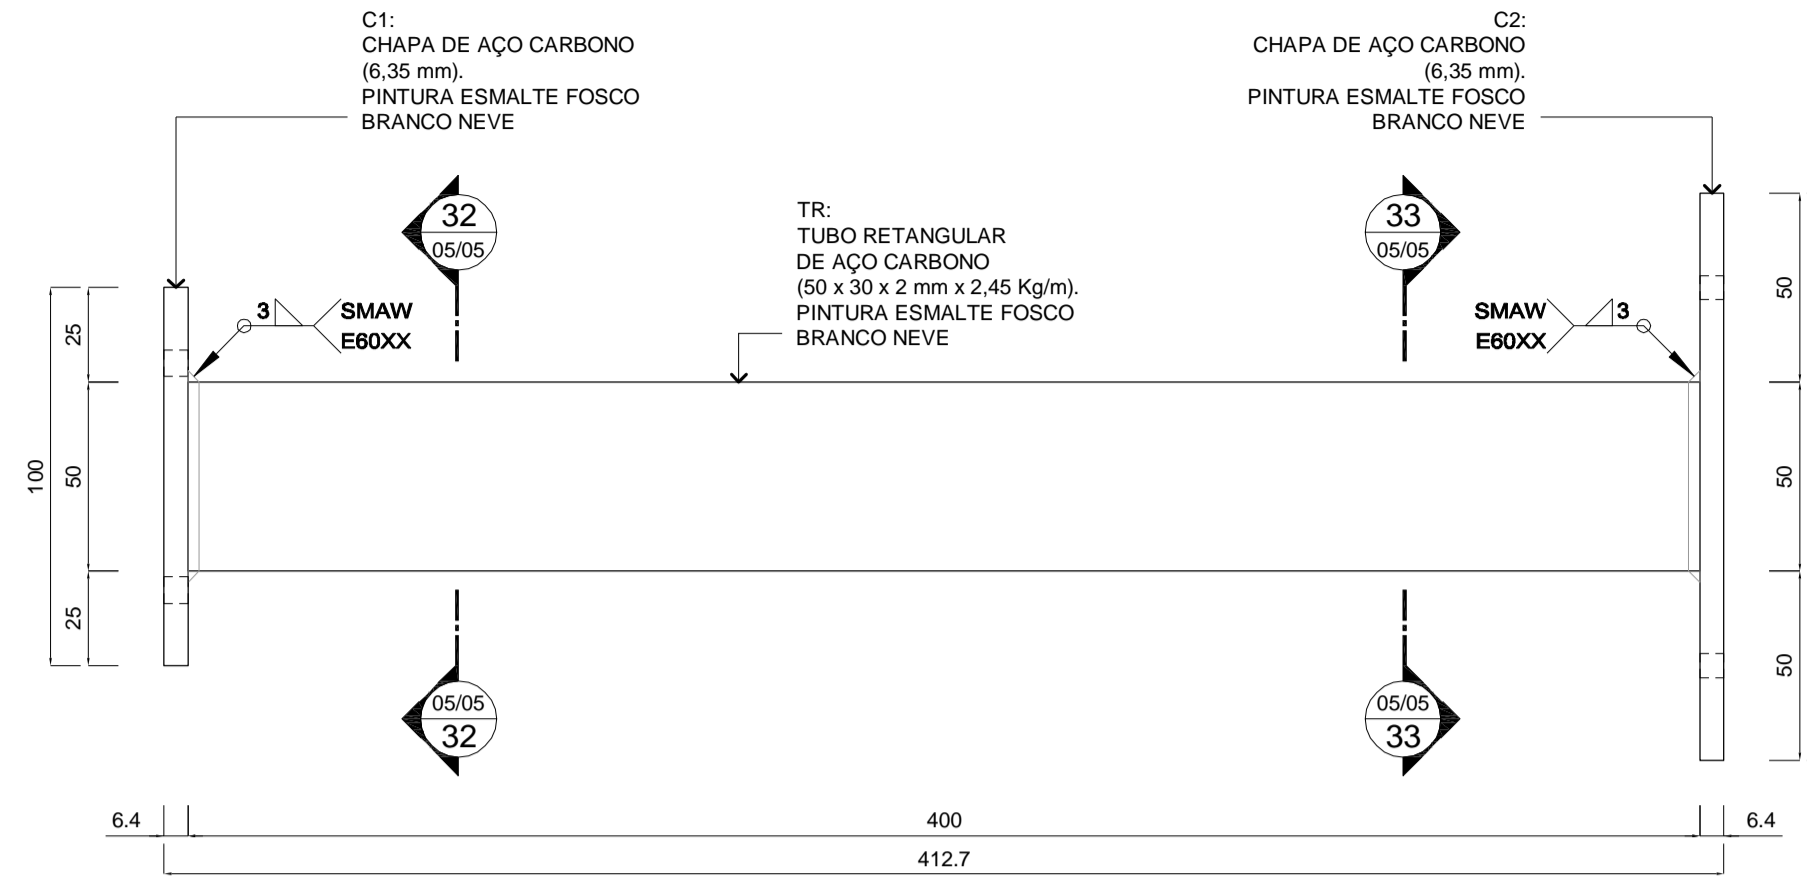 C1:
CHAPA DE AÇO CARBONO
(6,35 mm).
PINTURA ESMALTE FOSCO
BRANCO NEVE
C2:
CHAPA DE AÇO CARBONO
(6,35 mm).
PINTURA ESMALTE FOSCO
BRANCO NEVE
32
05/05
TR:
TUBO RETANGULAR
DE AÇO CARBONO
(50 x 30 x 2 mm x 2,45 Kg/m).
PINTURA ESMALTE FOSCO
BRANCO NEVE
33
05/05
3
SMAW
E60XX
SMAW
E60XX
3
100
25
50
25
50
50
50
05/05
32
05/05
33
6.4
400
6.4
412.7